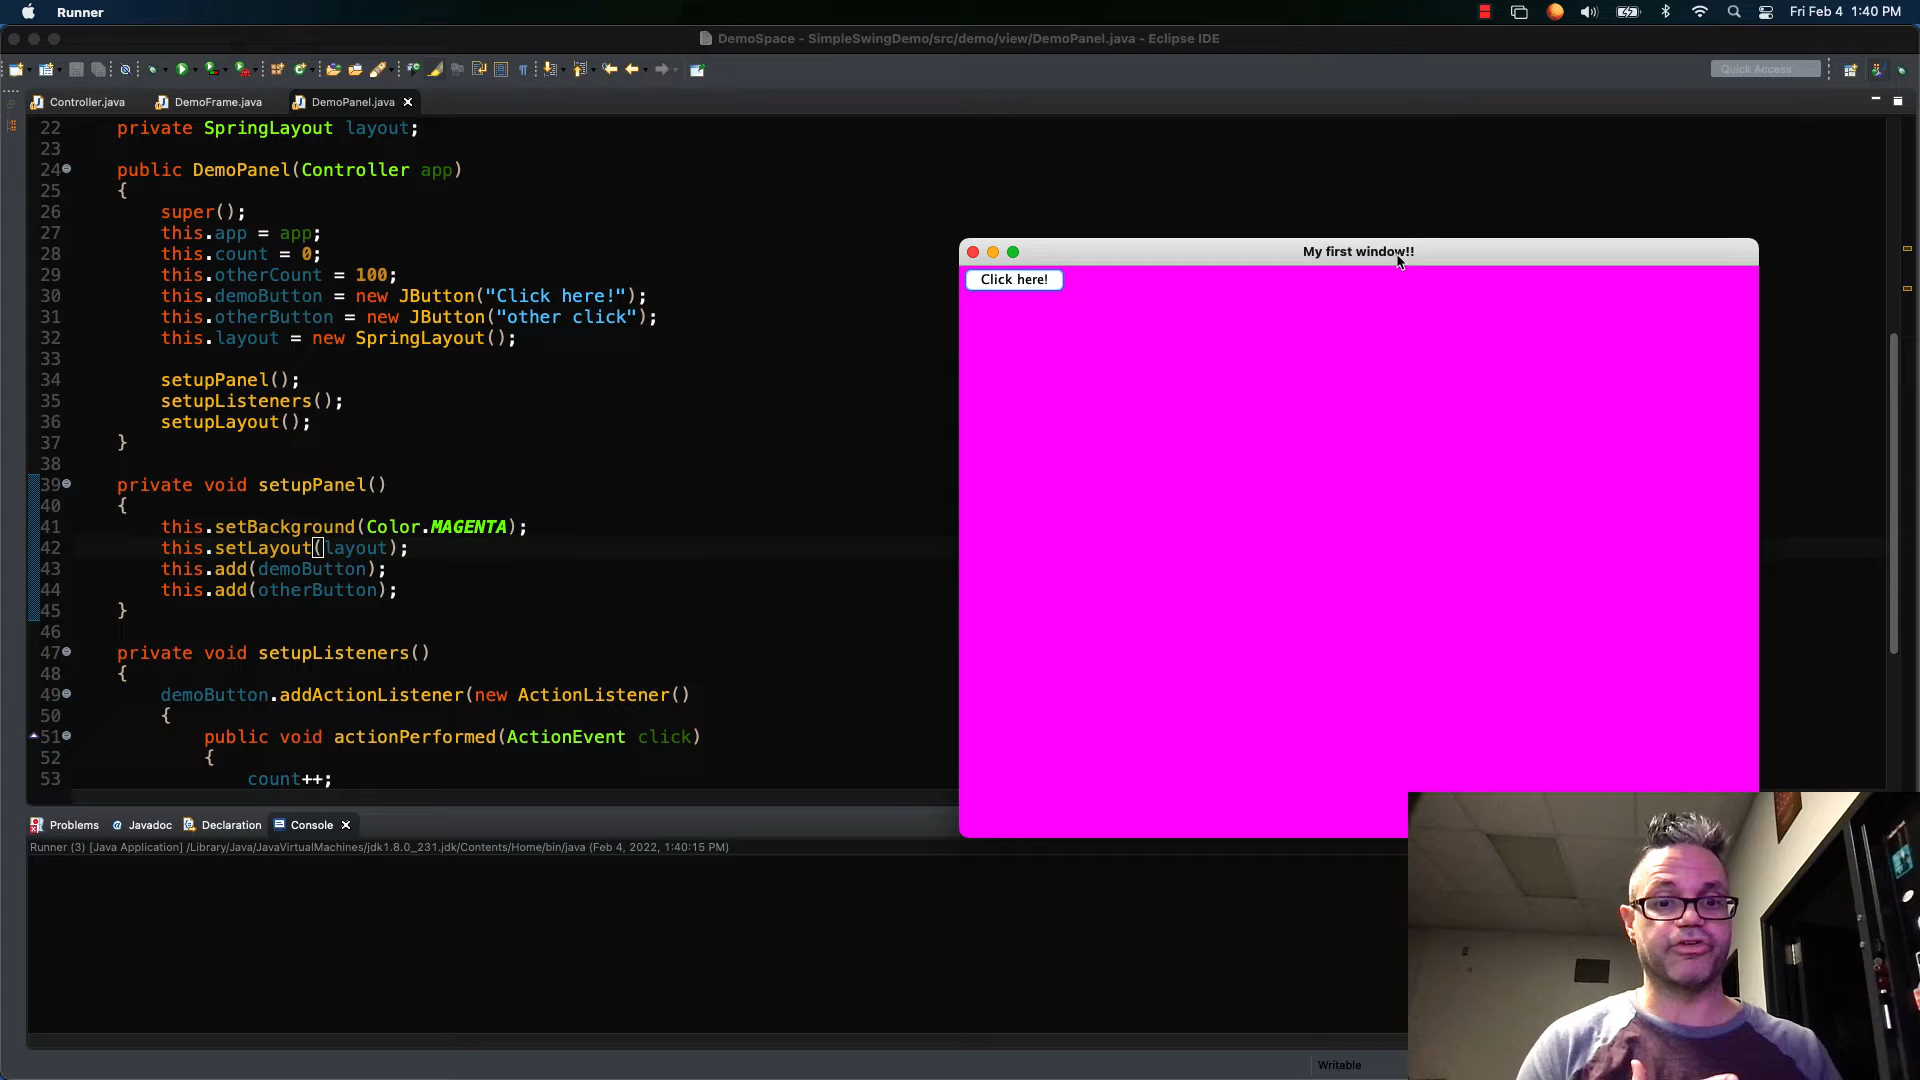 Runner
Fri Feb 4 1:40 PM
DemoSpace - SimpleSwingDemo/src/demo/view/DemoPanel.java - Eclipse IDE
Quick Access
Controller.java DemoFrame.java DemoPanel.java
22 private SpringLayout layout;
23
24 public DemoPanel(Controller app)
25 {
26 super();
27 this.app = app;
28 this.count = 0;
29 this.otherCount = 100;
30 this.demoButton = new JButton("Click here!");
31 this.otherButton = new JButton("other click");
32 this.layout = new SpringLayout();
33
34 setupPanel();
35 setupListeners();
36 setupLayout();
37 }
38
39 private void setupPanel()
40 {
41 this.setBackground(Color.MAGENTA);
42 this.setLayout(layout);
43 this.add(demoButton);
44 this.add(otherButton);
45 }
46
47 private void setupListeners()
48 {
49 demoButton.addActionListener(new ActionListener()
50 {
51 public void actionPerformed(ActionEvent click)
52 {
53 count++;
My first window!!
Click here!
Problems @ Javadoc Declaration Console
Runner (3) [Java Application] /Library/Java/JavaVirtualMachines/jdk1.8.0_231.jdk/Contents/Home/bin/java (Feb 4, 2022, 1:40:15 PM)
Writable